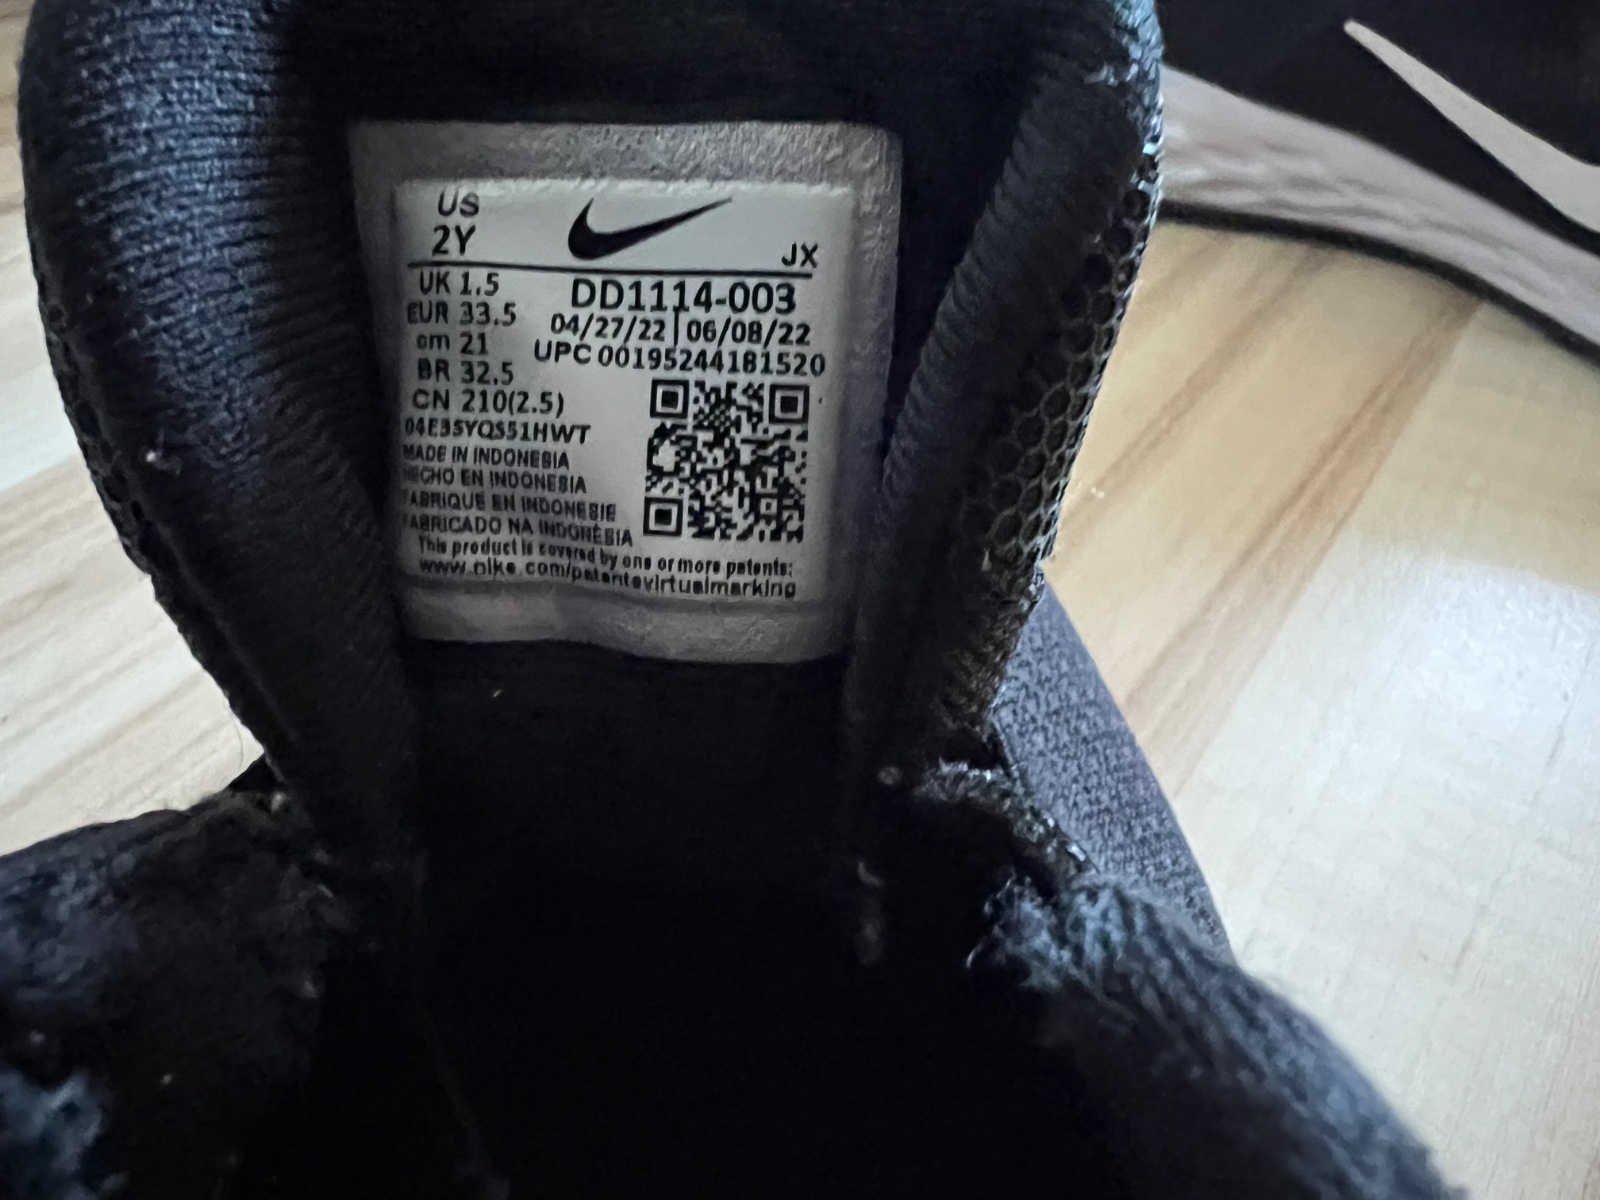 US
2Y
JX
UK 1.5
EUR 33.5
cm 21
BR 32.5
CN 210(2.5)
DD1114-003
04/27/22 | 06/08/22
UPC 00195244181520
04E35YQS51HWT
MADE IN INDONESIA
HECHO EN INDONESIA
FABRIQUE EN INDONESIE
FABRICADO NA INDONÉSIA
This product is covered by one or more patents:
www.nike.com/patentsvirtualmarking